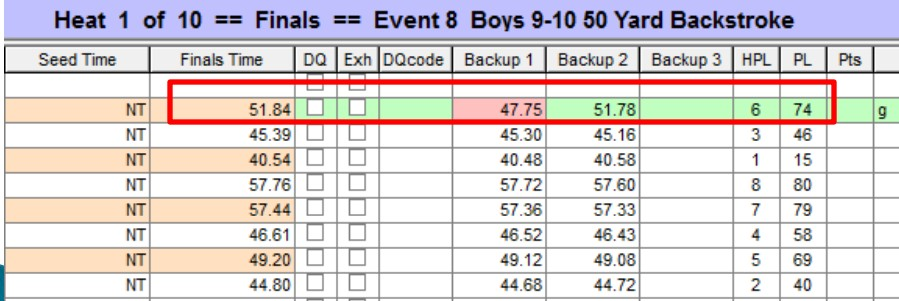 Heat 1 of 10 == Finals == Event 8 Boys 9-10 50 Yard Backstroke
Seed Time Finals Time DQ Exh DQcode Backup 1 Backup 2 Backup 3 HPL PL Pts
NT 51.84 47.75 51.78 6 74 g
NT 45.39 45.30 45.16 3 46
NT 40.54 40.48 40.58 1 15
NT 57.76 57.72 57.60 8 80
NT 57.44 57.36 57.33 7 79
NT 46.61 46.52 46.43 4 58
NT 49.20 49.12 49.08 5 69
NT 44.80 44.68 44.72 2 40